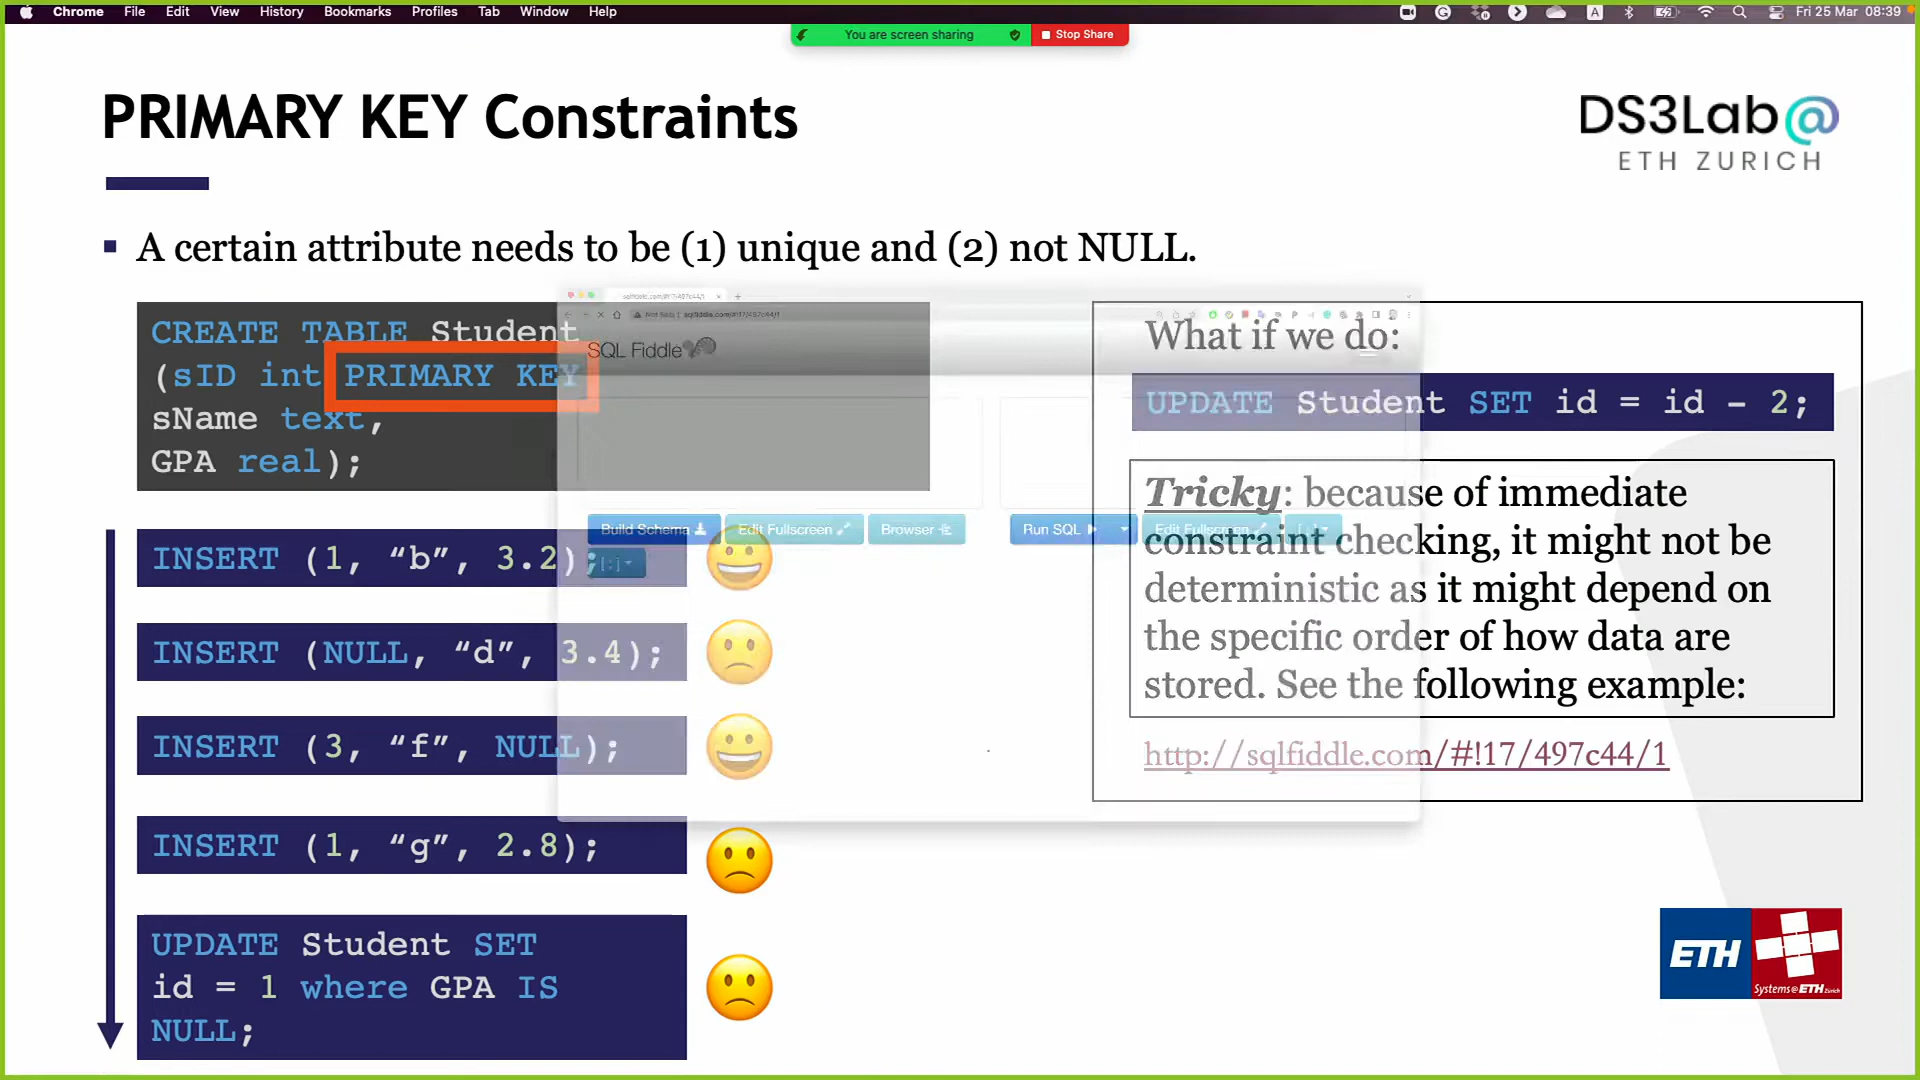 Chrome File Edit View History Bookmarks Profiles Tab Window Help
Fri 25 Mar 08:39
You are screen sharing
Stop Share
PRIMARY KEY Constraints
DS3Lab@
ETH ZURICH
A certain attribute needs to be (1) unique and (2) not NULL.
CREATE TABLE Student
(sID int PRIMARY KEY
sName text,
GPA real);
INSERT (1, “b”, 3.2);
INSERT (NULL, “d”, 3.4);
INSERT (3, “f”, NULL);
INSERT (1, “g”, 2.8);
UPDATE Student SET
id = 1 where GPA IS
NULL;
SQL Fiddle
Build Schema
Edit Fullscreen
Browser
[;]
Run SQL
Edit Fullscreen
What if we do:
UPDATE Student SET id = id - 2;
Tricky: because of immediate
constraint checking, it might not be
deterministic as it might depend on
the specific order of how data are
stored. See the following example:
http://sqlfiddle.com/#!17/497c44/1
ETH
Systems@ETH Zürich